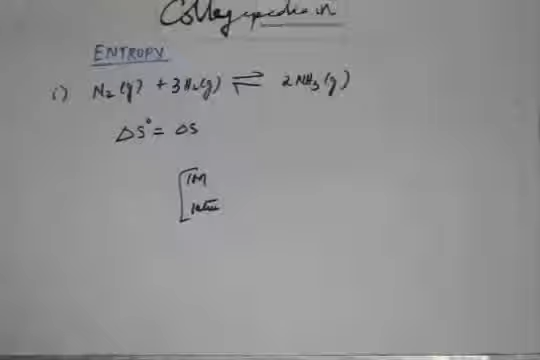 Collegepedia.in
ENTROPY
i) N₂(g) + 3H₂(g) ⇌ 2NH₃(g)
ΔS° = ΔS
1M
1atm